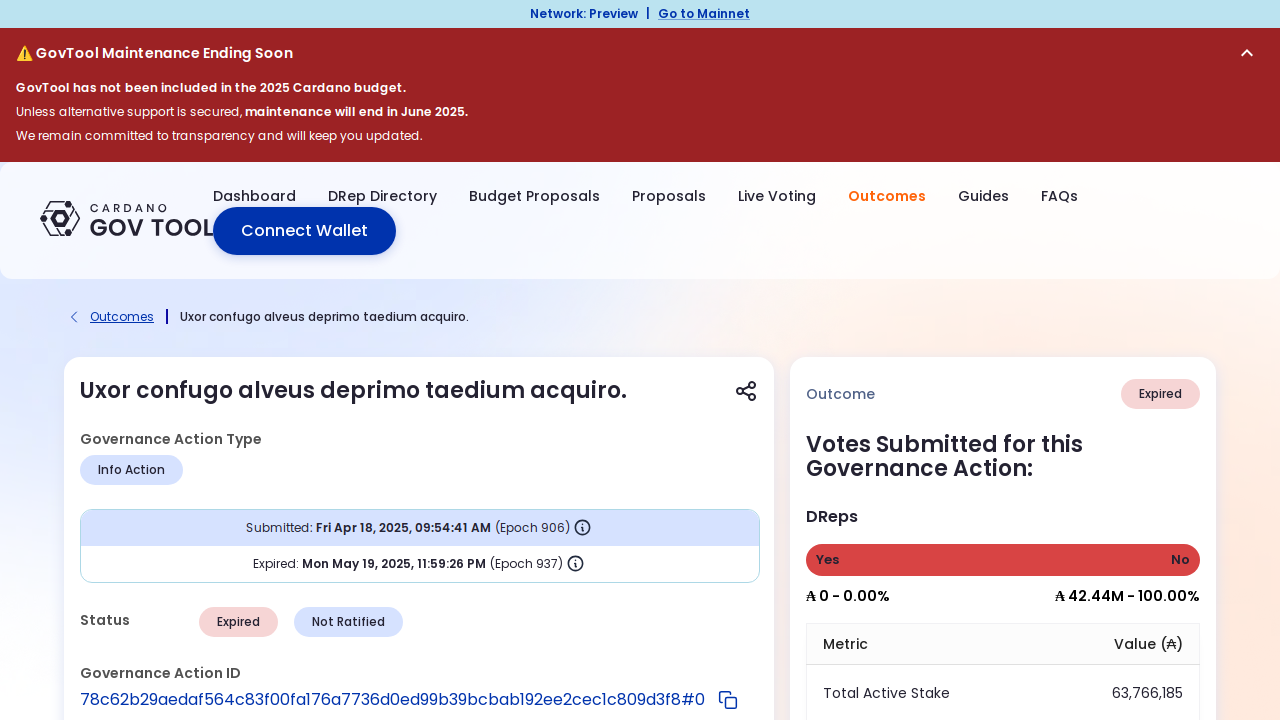 Network: Preview | Go to Mainnet
⚠️ GovTool Maintenance Ending Soon
GovTool has not been included in the 2025 Cardano budget.
Unless alternative support is secured, maintenance will end in June 2025.
We remain committed to transparency and will keep you updated.
CARDANO
GOV TOOL
Dashboard DRep Directory Budget Proposals Proposals Live Voting Outcomes Guides FAQs
Connect Wallet
Outcomes | Uxor confugo alveus deprimo taedium acquiro.
Uxor confugo alveus deprimo taedium acquiro.
Governance Action Type
Info Action
Submitted: Fri Apr 18, 2025, 09:54:41 AM (Epoch 906)
Expired: Mon May 19, 2025, 11:59:26 PM (Epoch 937)
Status Expired Not Ratified
Governance Action ID
78c62b29aedaf564c83f00fa176a7736d0ed99b39bcbab192ee2cec1c809d3f8#0
Outcome Expired
Votes Submitted for this
Governance Action:
DReps
Yes No
₳ 0 - 0.00% ₳ 42.44M - 100.00%
Metric Value (₳)
Total Active Stake 63,766,185